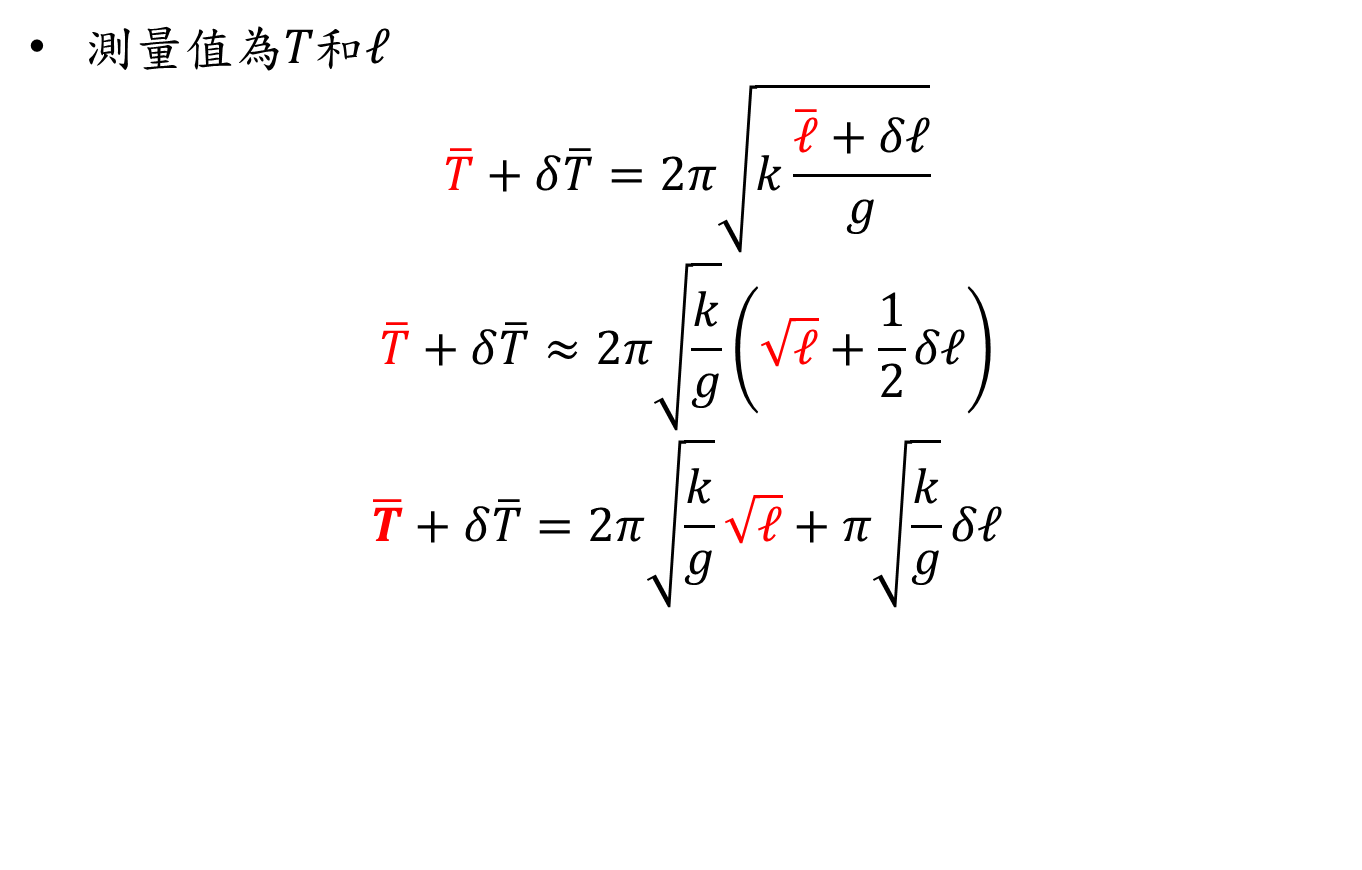 • 測量值為𝑇和ℓ
T̅ + δT̅ = 2π√(k (ℓ̅ + δℓ)/g)
T̅ + δT̅ ≈ 2π√(k/g) (√ℓ + 1/2 δℓ)
T̅ + δT̅ = 2π√(k/g) √ℓ + π√(k/g) δℓ